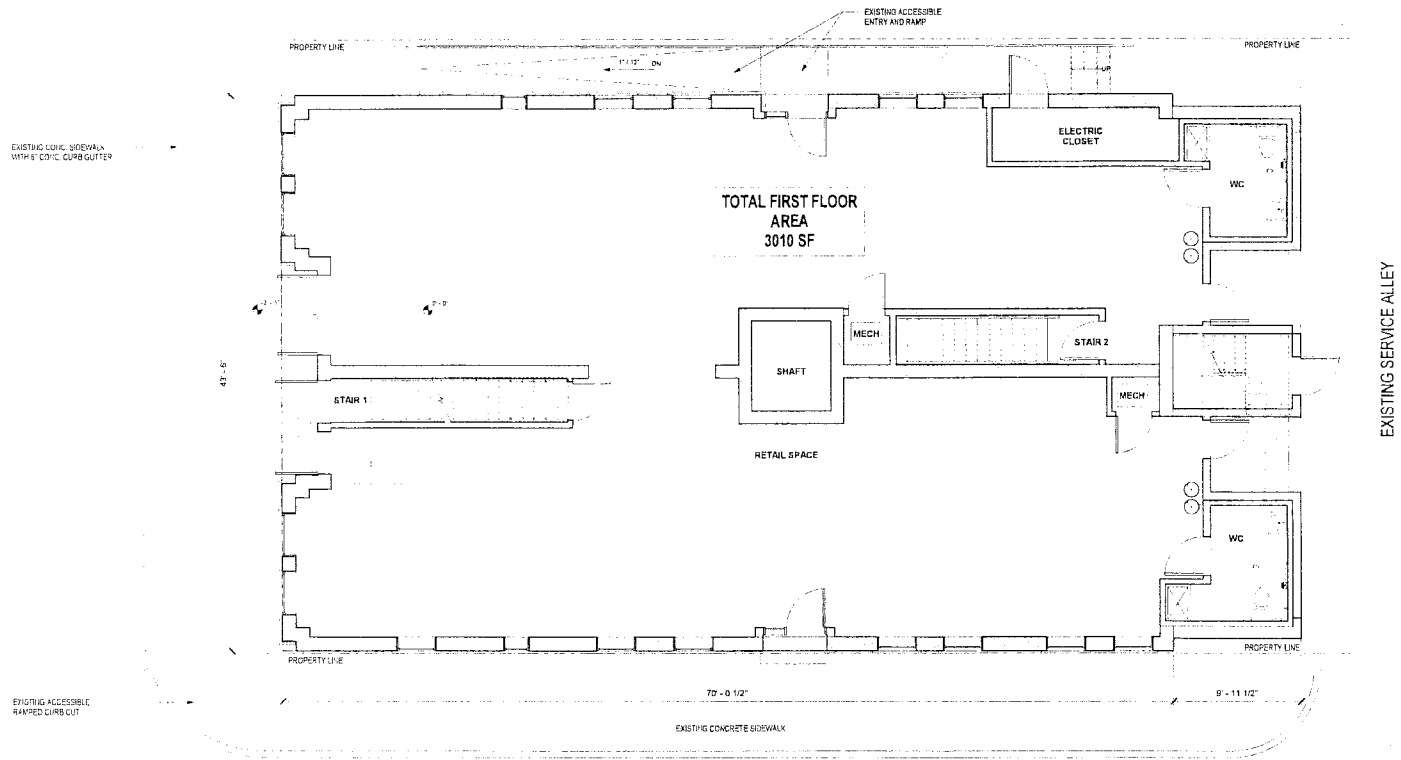 EXISTING ACCESSIBLE
ENTRY AND RAMP
PROPERTY LINE
PROPERTY LINE
1" / 12" DN
UP
EXISTING CONC. SIDEWALK
WITH 6" CONC. CURB GUTTER
ELECTRIC
CLOSET
WC
TOTAL FIRST FLOOR
AREA
3010 SF
EXISTING SERVICE ALLEY
0' - 0"
MECH
STAIR 2
SHAFT
43' - 6"
STAIR 1
MECH
RETAIL SPACE
WC
PROPERTY LINE
PROPERTY LINE
EXISTING ACCESSIBLE
RAMPED CURB CUT
70' - 0 1/2"
9' - 11 1/2"
EXISTING CONCRETE SIDEWALK